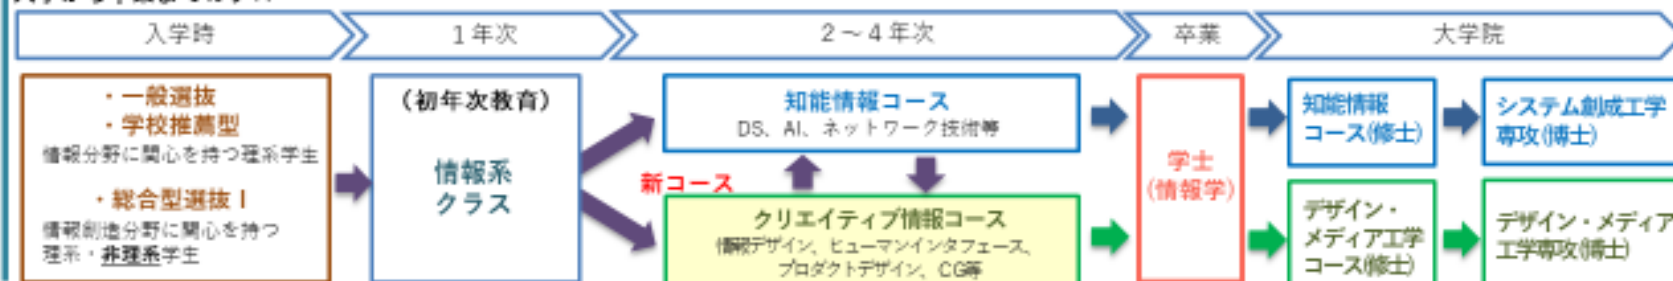 入学時
1年次
2～4年次
卒業
大学院
・一般選抜
・学校推薦型
情報分野に関心を持つ理系学生
・総合型選抜Ⅰ
情報創造分野に関心を持つ
理系・非理系学生
（初年次教育）
情報系
クラス
知能情報コース
DS、AI、ネットワーク技術等
新コース
クリエイティブ情報コース
情報デザイン、ヒューマンインタフェース、
プロダクトデザイン、CG等
学士
(情報学)
知能情報
コース(修士)
システム創成工学
専攻(博士)
デザイン・
メディア工学
コース(修士)
デザイン・メディア
工学専攻(博士)